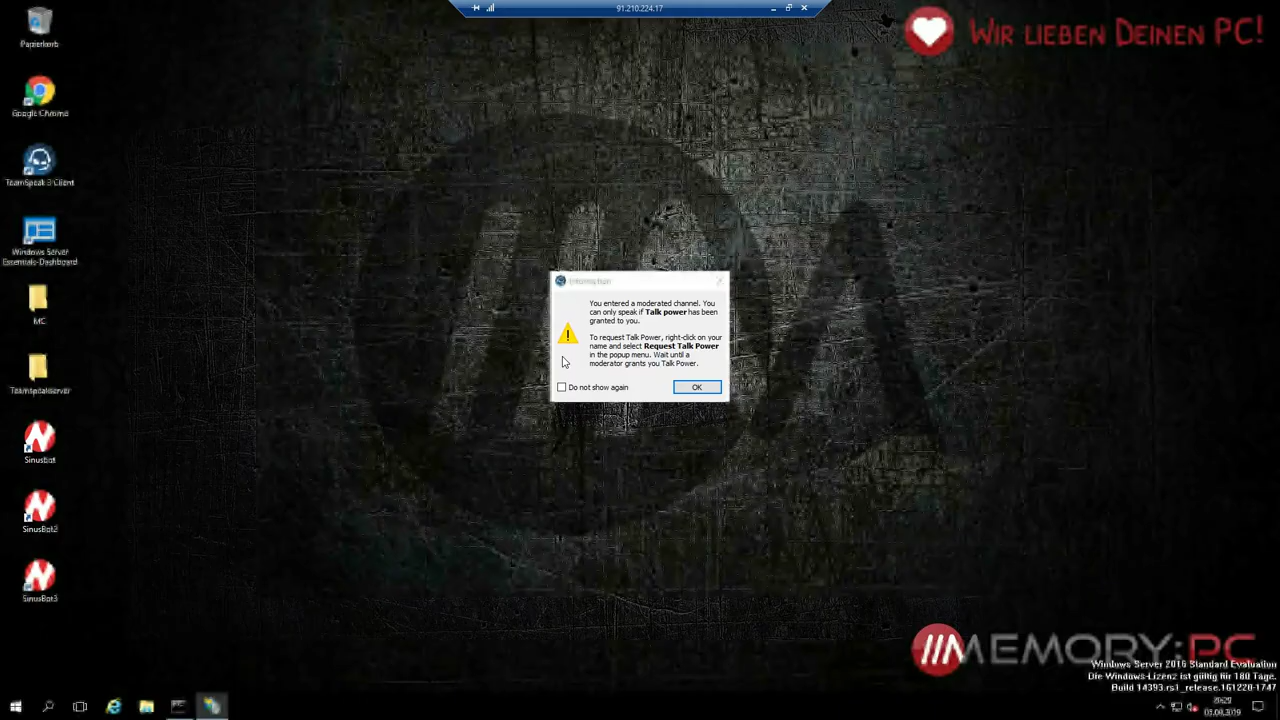 91.210.224.17
WIR LIEBEN DEINEN PC!
Papierkorb
Google Chrome
TeamSpeak 3 Client
Windows Server
Essentials-Dashboard
MC
Teamspeakserver
Sinusbot
SinusBot2
SinusBot3
Information
You entered a moderated channel. You
can only speak if Talk power has been
granted to you.
To request Talk Power, right-click on your
name and select Request Talk Power
in the popup menu. Wait until a
moderator grants you Talk Power.
Do not show again
OK
MEMORY:PC
Windows Server 2016 Standard Evaluation
Die Windows-Lizenz ist gültig für 180 Tage.
Build 14393.rs1_release.161220-1747